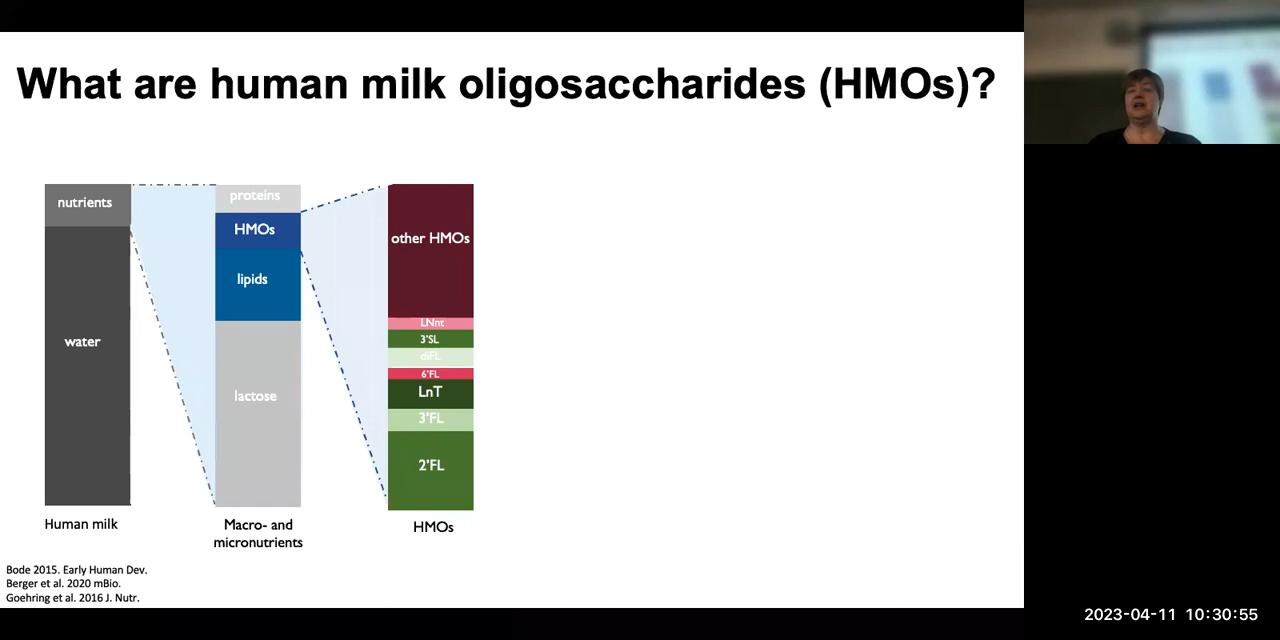 What are human milk oligosaccharides (HMOs)?
nutrients
water
Human milk
proteins
HMOs
lipids
lactose
Macro- and
micronutrients
other HMOs
LNnt
3'SL
diFL
6'FL
LnT
3'FL
2'FL
HMOs
Bode 2015. Early Human Dev.
Berger et al. 2020 mBio.
Goehring et al. 2016 J. Nutr.
2023-04-11 10:30:55